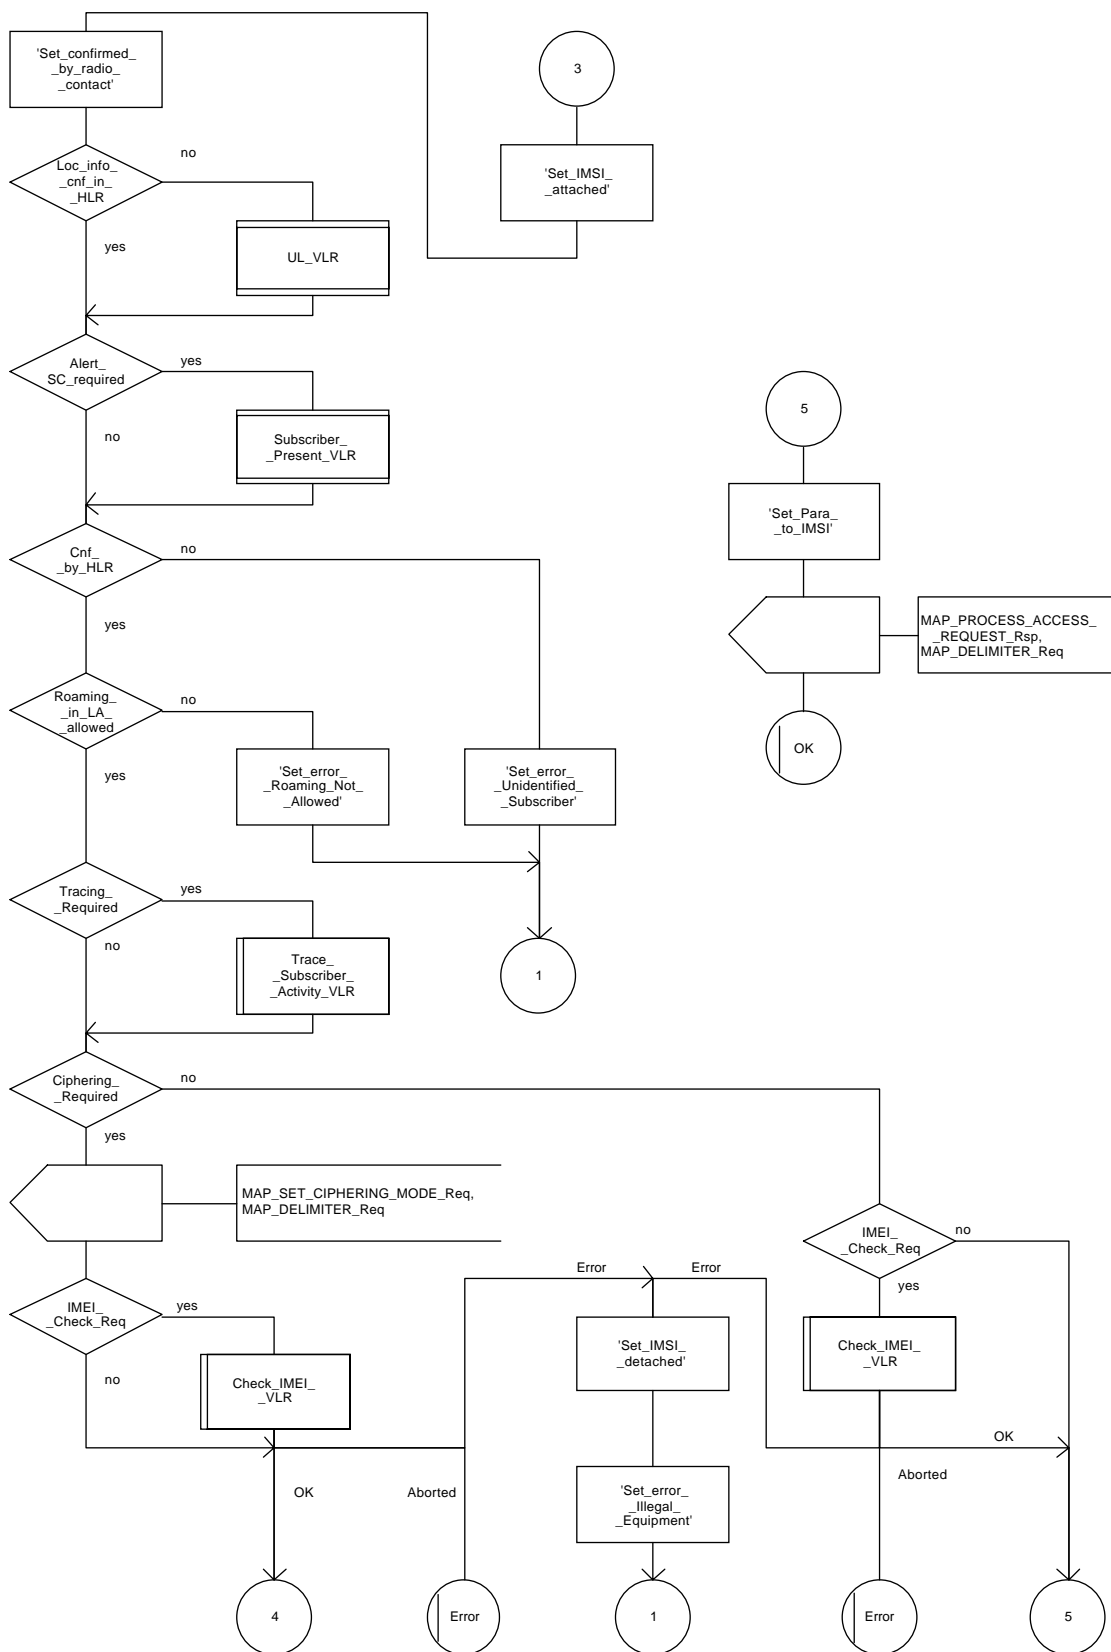 'Set_confirmed_
_by_radio_
_contact'
3
no
Loc_info_
_cnf_in_
_HLR
'Set_IMSI_
_attached'
yes
UL_VLR
Alert_
SC_required
yes
no
Subscriber_
_Present_VLR
5
'Set_Para_
_to_IMSI'
Cnf_
_by_HLR
no
yes
MAP_PROCESS_ACCESS_
_REQUEST_Rsp,
MAP_DELIMITER_Req
Roaming_
_in_LA_
_allowed
no
yes
OK
'Set_error_
_Roaming_Not_
_Allowed'
'Set_error_
_Unidentified_
_Subscriber'
Tracing_
_Required
yes
no
Trace_
_Subscriber_
_Activity_VLR
1
Ciphering_
_Required
no
yes
MAP_SET_CIPHERING_MODE_Req,
MAP_DELIMITER_Req
IMEI_
_Check_Req
no
yes
Error
Error
IMEI_
_Check_Req
yes
no
Check_IMEI_
_VLR
'Set_IMSI_
_detached'
Check_IMEI_
_VLR
OK
OK
Aborted
'Set_error_
_Illegal_
_Equipment'
Aborted
4
Error
1
Error
5